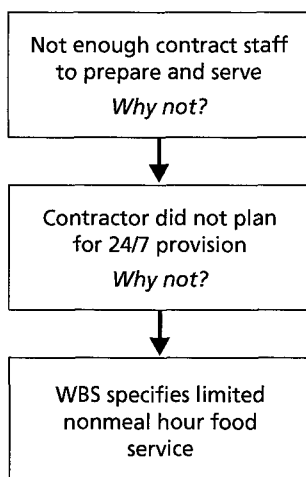 Not enough contract staff
to prepare and serve
Why not?
Contractor did not plan
for 24/7 provision
Why not?
WBS specifies limited
nonmeal hour food
service